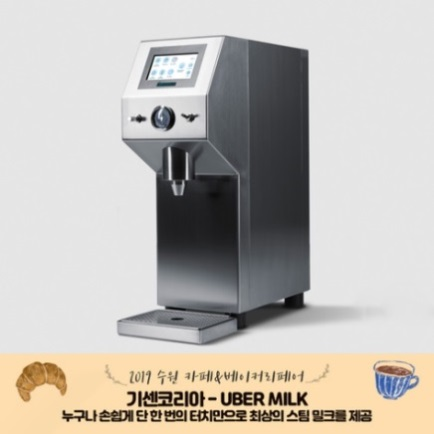 2019 수원 카페&베이커리페어
기센코리아 - UBER MILK
누구나 손쉽게 단 한 번의 터치만으로 최상의 스팀 밀크를 제공